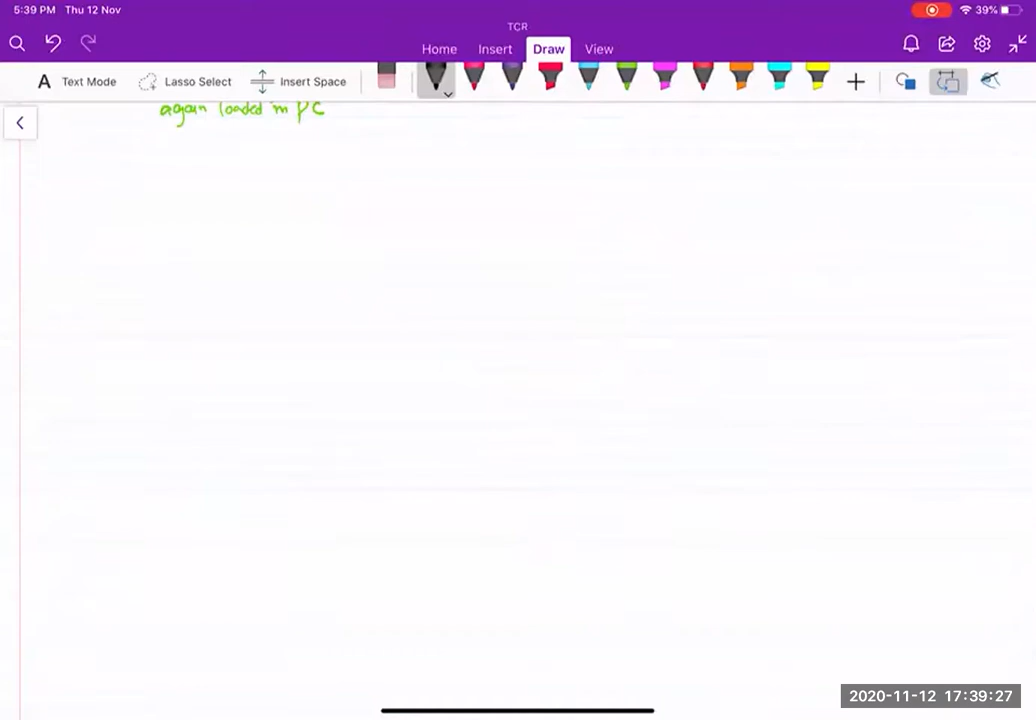 5:39 PM Thu 12 Nov
39%
TCR
Home Insert Draw View
A Text Mode Lasso Select Insert Space
again loaded in PC
2020-11-12 17:39:27